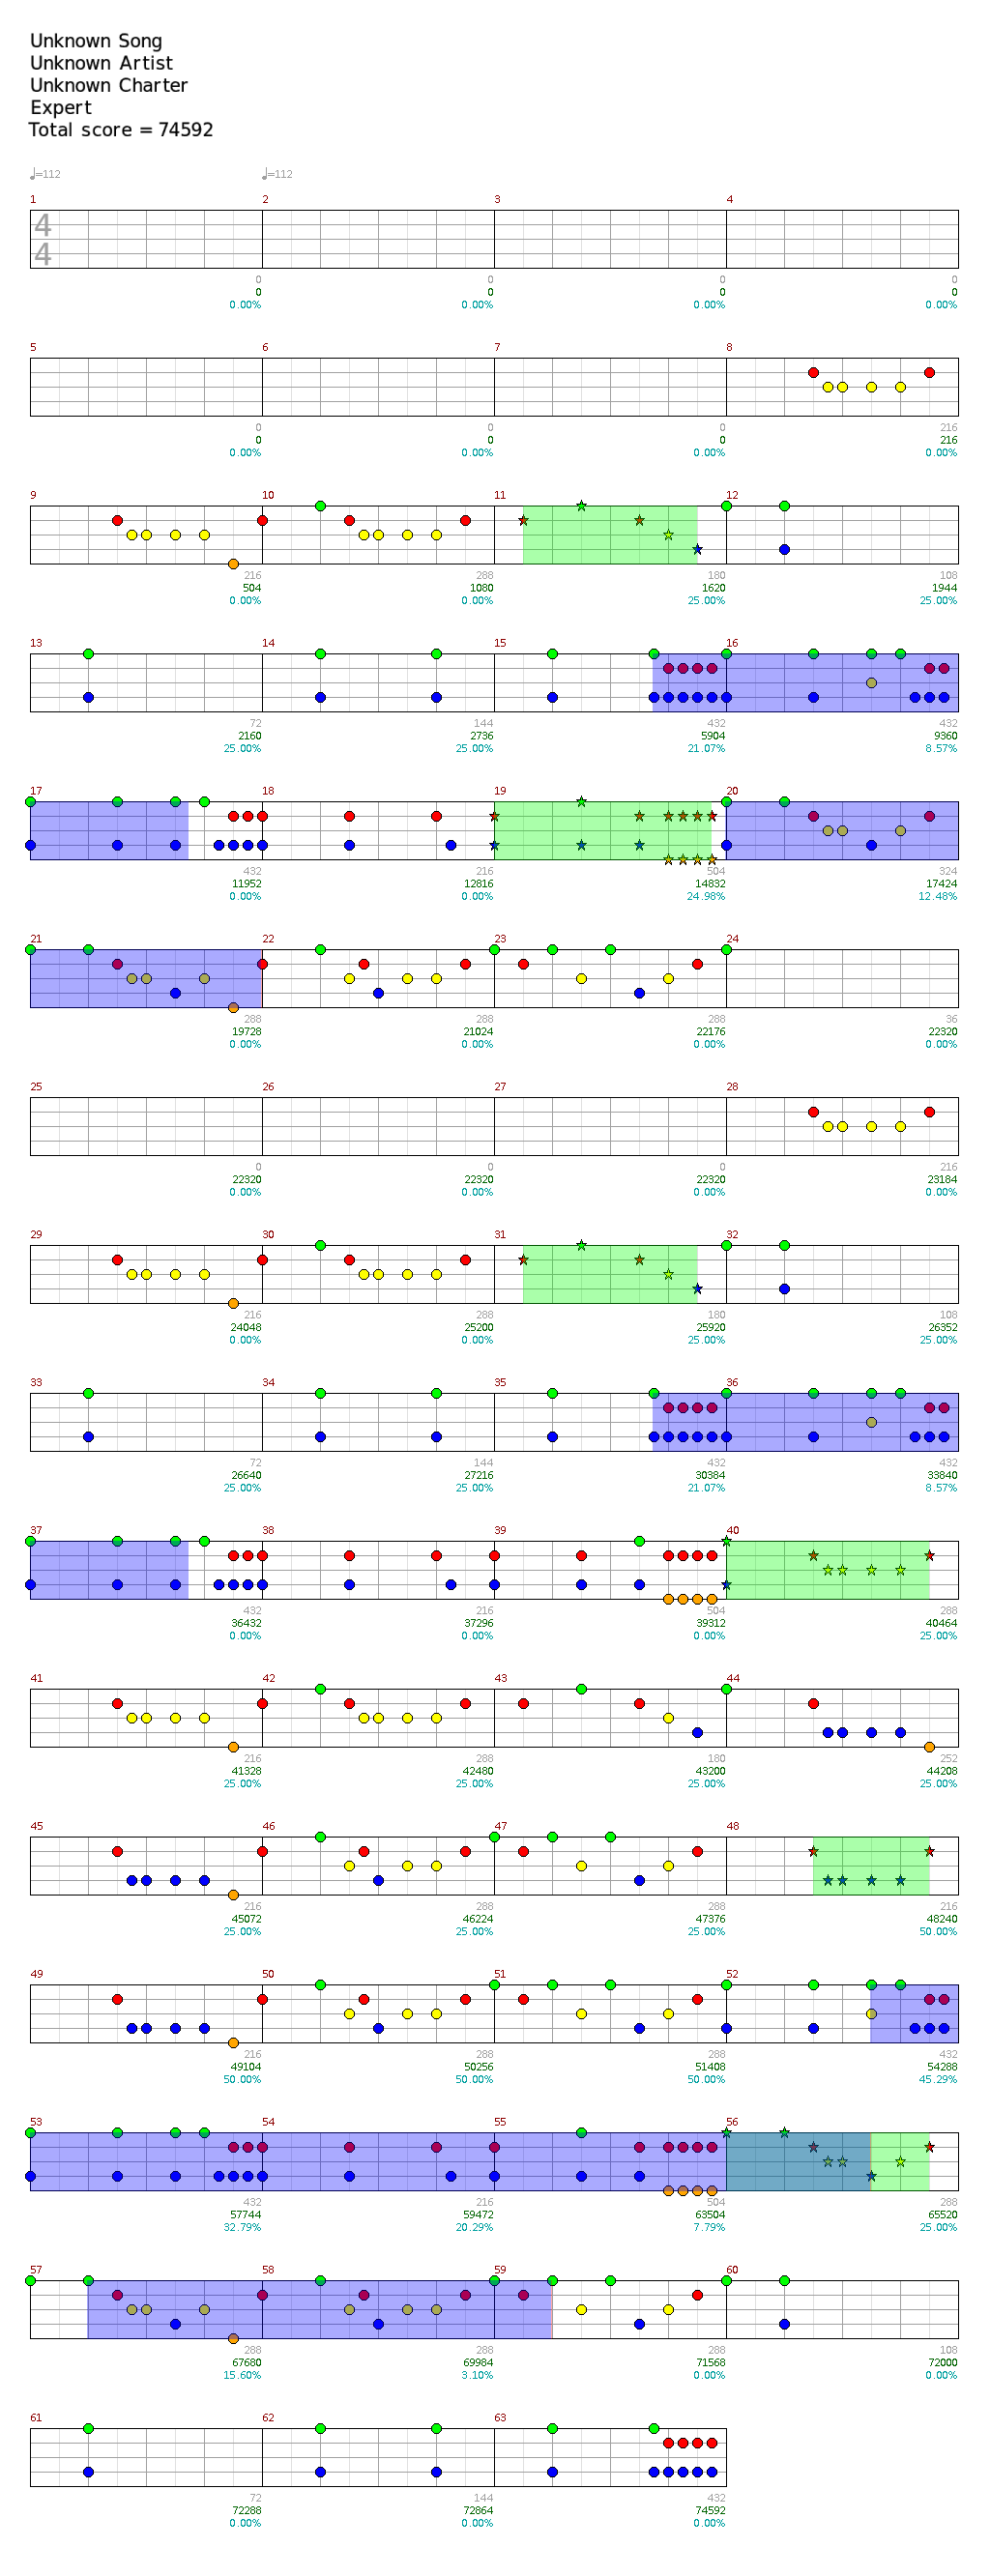 Unknown Song
Unknown Artist
Unknown Charter
Expert
Total score = 74592
♩=112 ♩=112
1 2 3 4
4
4
0 0 0 0
0 0 0 0
0.00% 0.00% 0.00% 0.00%
5 6 7 8
0 0 0 216
0 0 0 216
0.00% 0.00% 0.00% 0.00%
9 10 11 12
216 288 180 108
504 1080 1620 1944
0.00% 0.00% 25.00% 25.00%
13 14 15 16
72 144 432 432
2160 2736 5904 9360
25.00% 25.00% 21.07% 8.57%
17 18 19 20
432 216 504 324
11952 12816 14832 17424
0.00% 0.00% 24.98% 12.48%
21 22 23 24
288 288 288 36
19728 21024 22176 22320
0.00% 0.00% 0.00% 0.00%
25 26 27 28
0 0 0 216
22320 22320 22320 23184
0.00% 0.00% 0.00% 0.00%
29 30 31 32
216 288 180 108
24048 25200 25920 26352
0.00% 0.00% 25.00% 25.00%
33 34 35 36
72 144 432 432
26640 27216 30384 33840
25.00% 25.00% 21.07% 8.57%
37 38 39 40
432 216 504 288
36432 37296 39312 40464
0.00% 0.00% 0.00% 25.00%
41 42 43 44
216 288 180 252
41328 42480 43200 44208
25.00% 25.00% 25.00% 25.00%
45 46 47 48
216 288 288 216
45072 46224 47376 48240
25.00% 25.00% 25.00% 50.00%
49 50 51 52
216 288 288 432
49104 50256 51408 54288
50.00% 50.00% 50.00% 45.29%
53 54 55 56
432 216 504 288
57744 59472 63504 65520
32.79% 20.29% 7.79% 25.00%
57 58 59 60
288 288 288 108
67680 69984 71568 72000
15.60% 3.10% 0.00% 0.00%
61 62 63
72 144 432
72288 72864 74592
0.00% 0.00% 0.00%